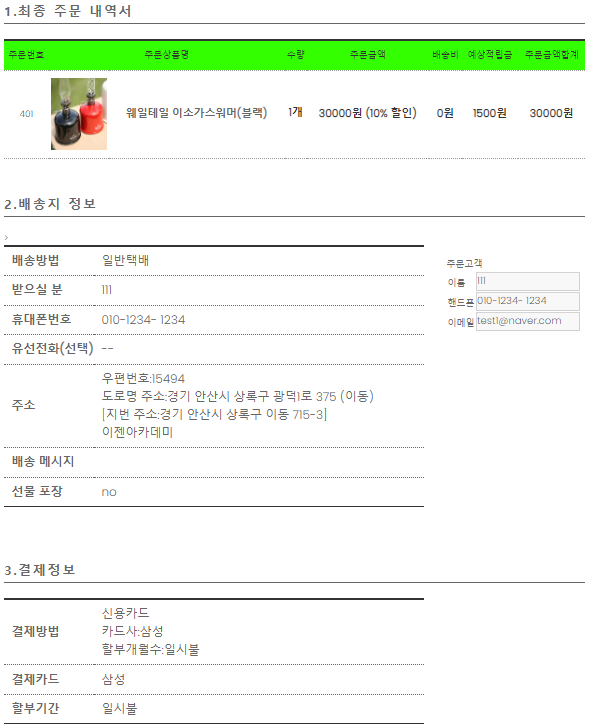 1.최종 주문 내역서
주문번호 주문상품명 수량 주문금액 배송비 예상적립금 주문금액합계
401 웨일테일 이소가스워머(블랙) 1개 30000원 (10% 할인) 0원 1500원 30000원
2.배송지 정보
>
배송방법 일반택배
받으실 분 111
휴대폰번호 010-1234- 1234
유선전화(선택) --
주소
우편번호:15494
도로명 주소:경기 안산시 상록구 광덕1로 375 (이동)
[지번 주소:경기 안산시 상록구 이동 715-3]
이젠아카데미
배송 메시지
선물 포장 no
주문고객
이름 111
핸드폰 010-1234- 1234
이메일 test1@naver.com
3.결제정보
결제방법
신용카드
카드사:삼성
할부개월수:일시불
결제카드 삼성
할부기간 일시불